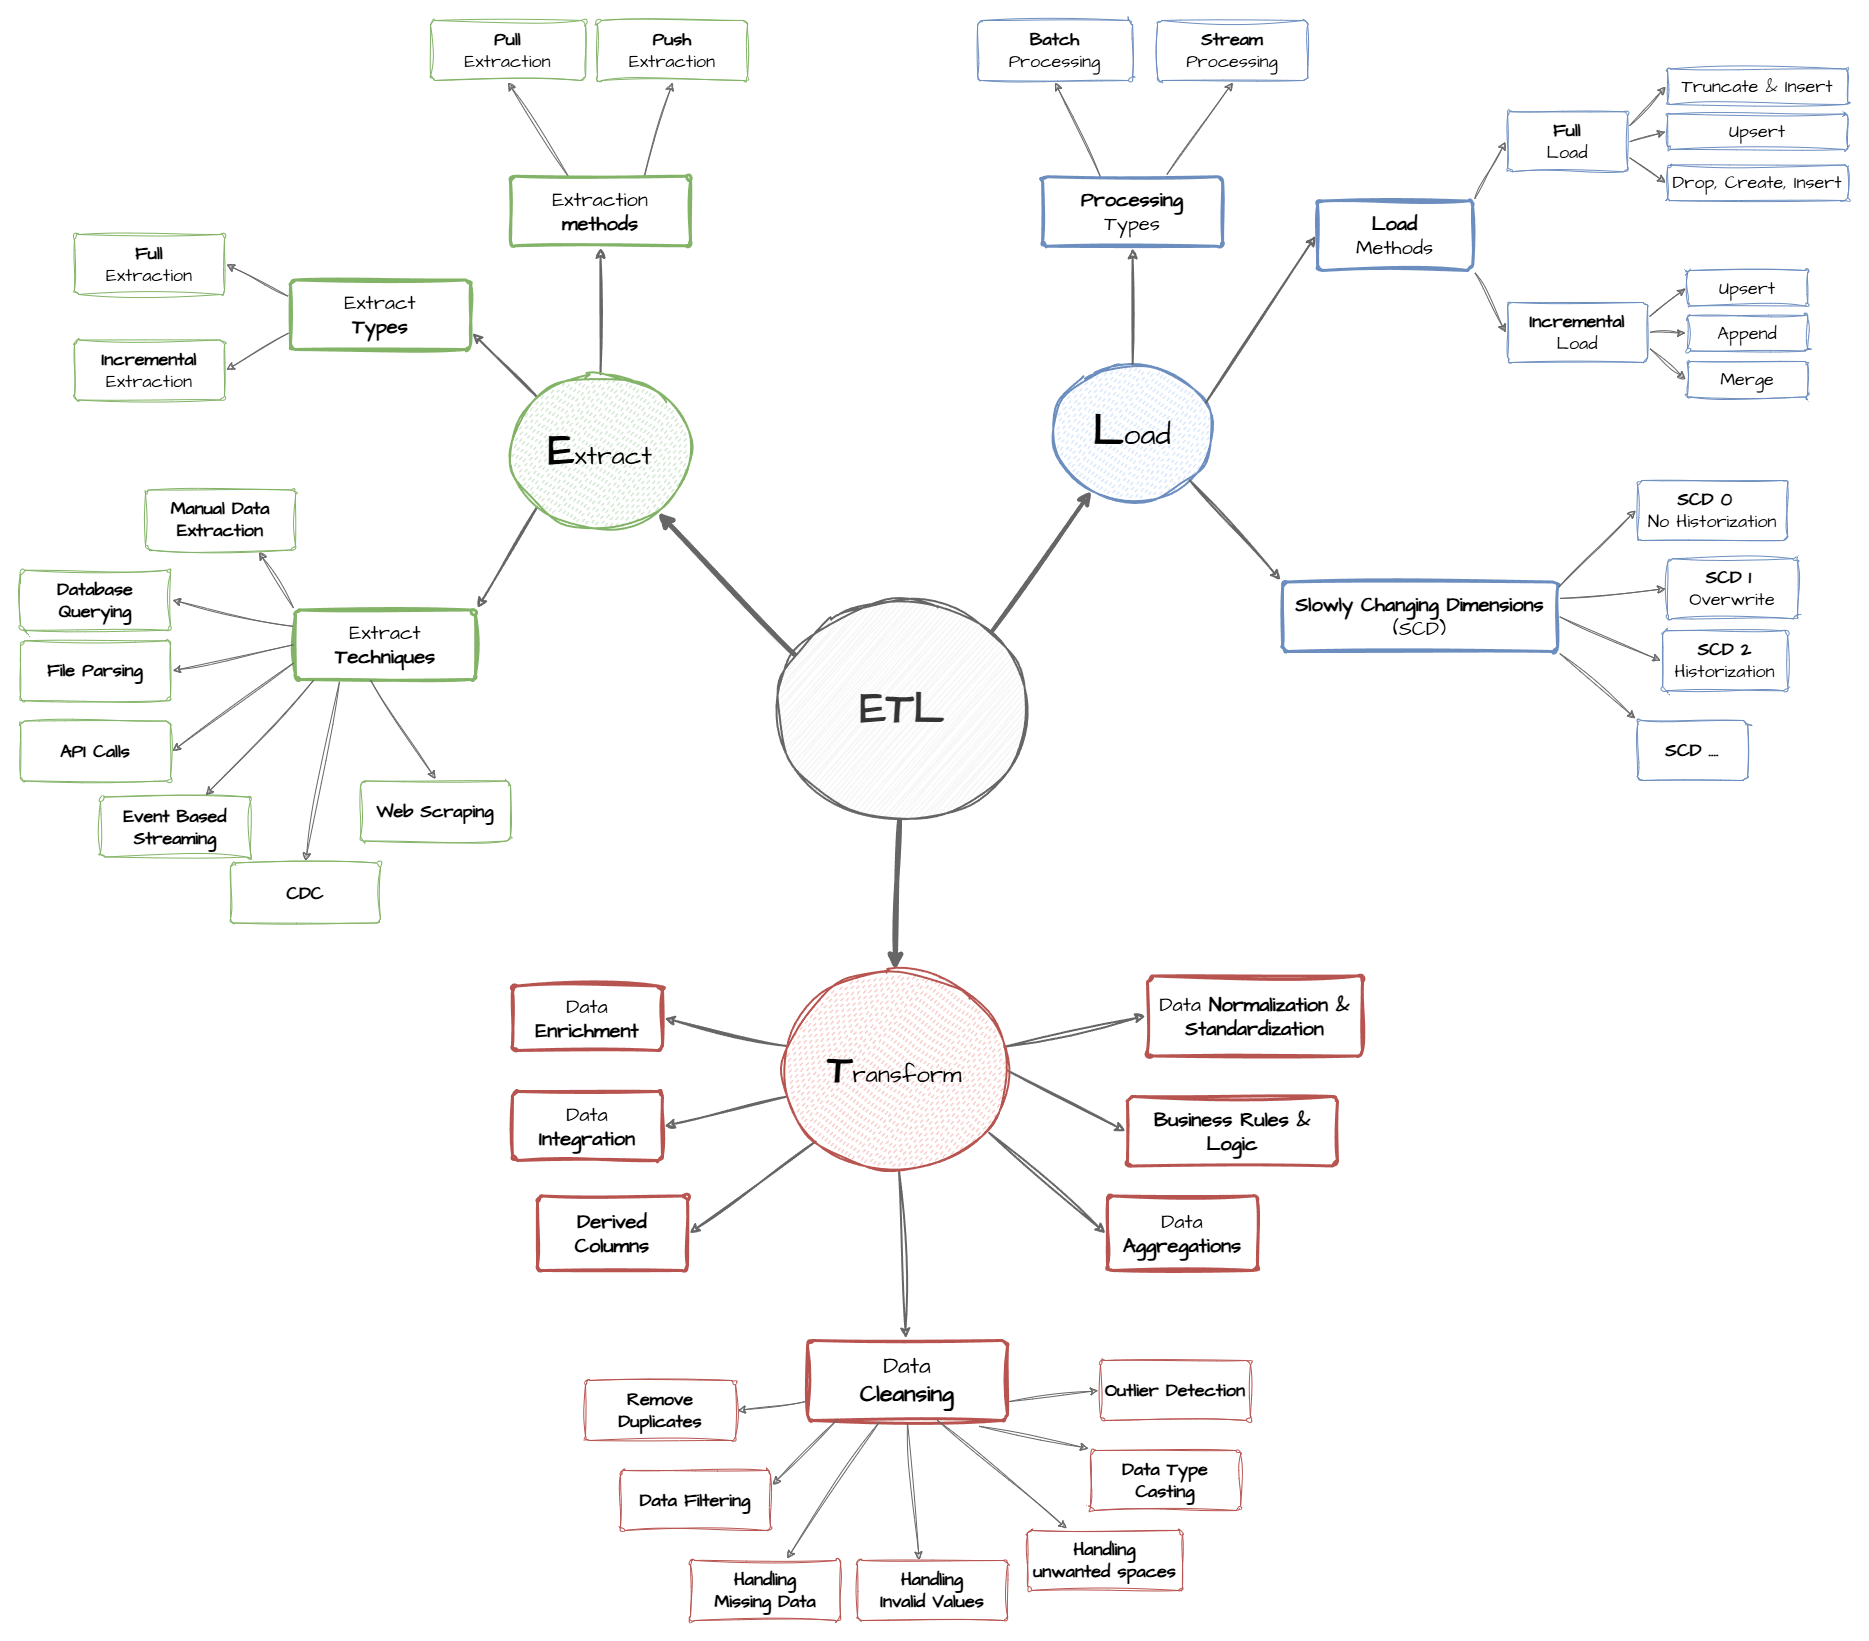 Pull
Extraction
Push
Extraction
Extraction
methods
Full
Extraction
Incremental
Extraction
Extract
Types
Extract
Manual Data
Extraction
Database
Querying
File Parsing
API Calls
Event Based
Streaming
CDC
Web Scraping
Extract
Techniques
Batch
Processing
Stream
Processing
Processing
Types
Load
Load
Methods
Full
Load
Truncate & Insert
Upsert
Drop, Create, Insert
Incremental
Load
Upsert
Append
Merge
Slowly Changing Dimensions
(SCD)
SCD 0
No Historization
SCD 1
Overwrite
SCD 2
Historization
SCD ....
ETL
Transform
Data
Enrichment
Data
Integration
Derived
Columns
Data Normalization &
Standardization
Business Rules &
Logic
Data
Aggregations
Data
Cleansing
Remove
Duplicates
Data Filtering
Handling
Missing Data
Handling
Invalid Values
Handling
unwanted spaces
Data Type
Casting
Outlier Detection